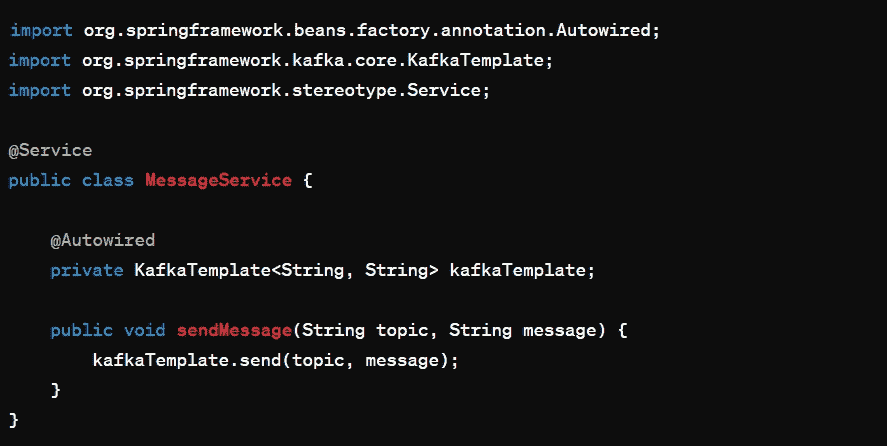 import org.springframework.beans.factory.annotation.Autowired;
import org.springframework.kafka.core.KafkaTemplate;
import org.springframework.stereotype.Service;

@Service
public class MessageService {

    @Autowired
    private KafkaTemplate<String, String> kafkaTemplate;

    public void sendMessage(String topic, String message) {
        kafkaTemplate.send(topic, message);
    }
}